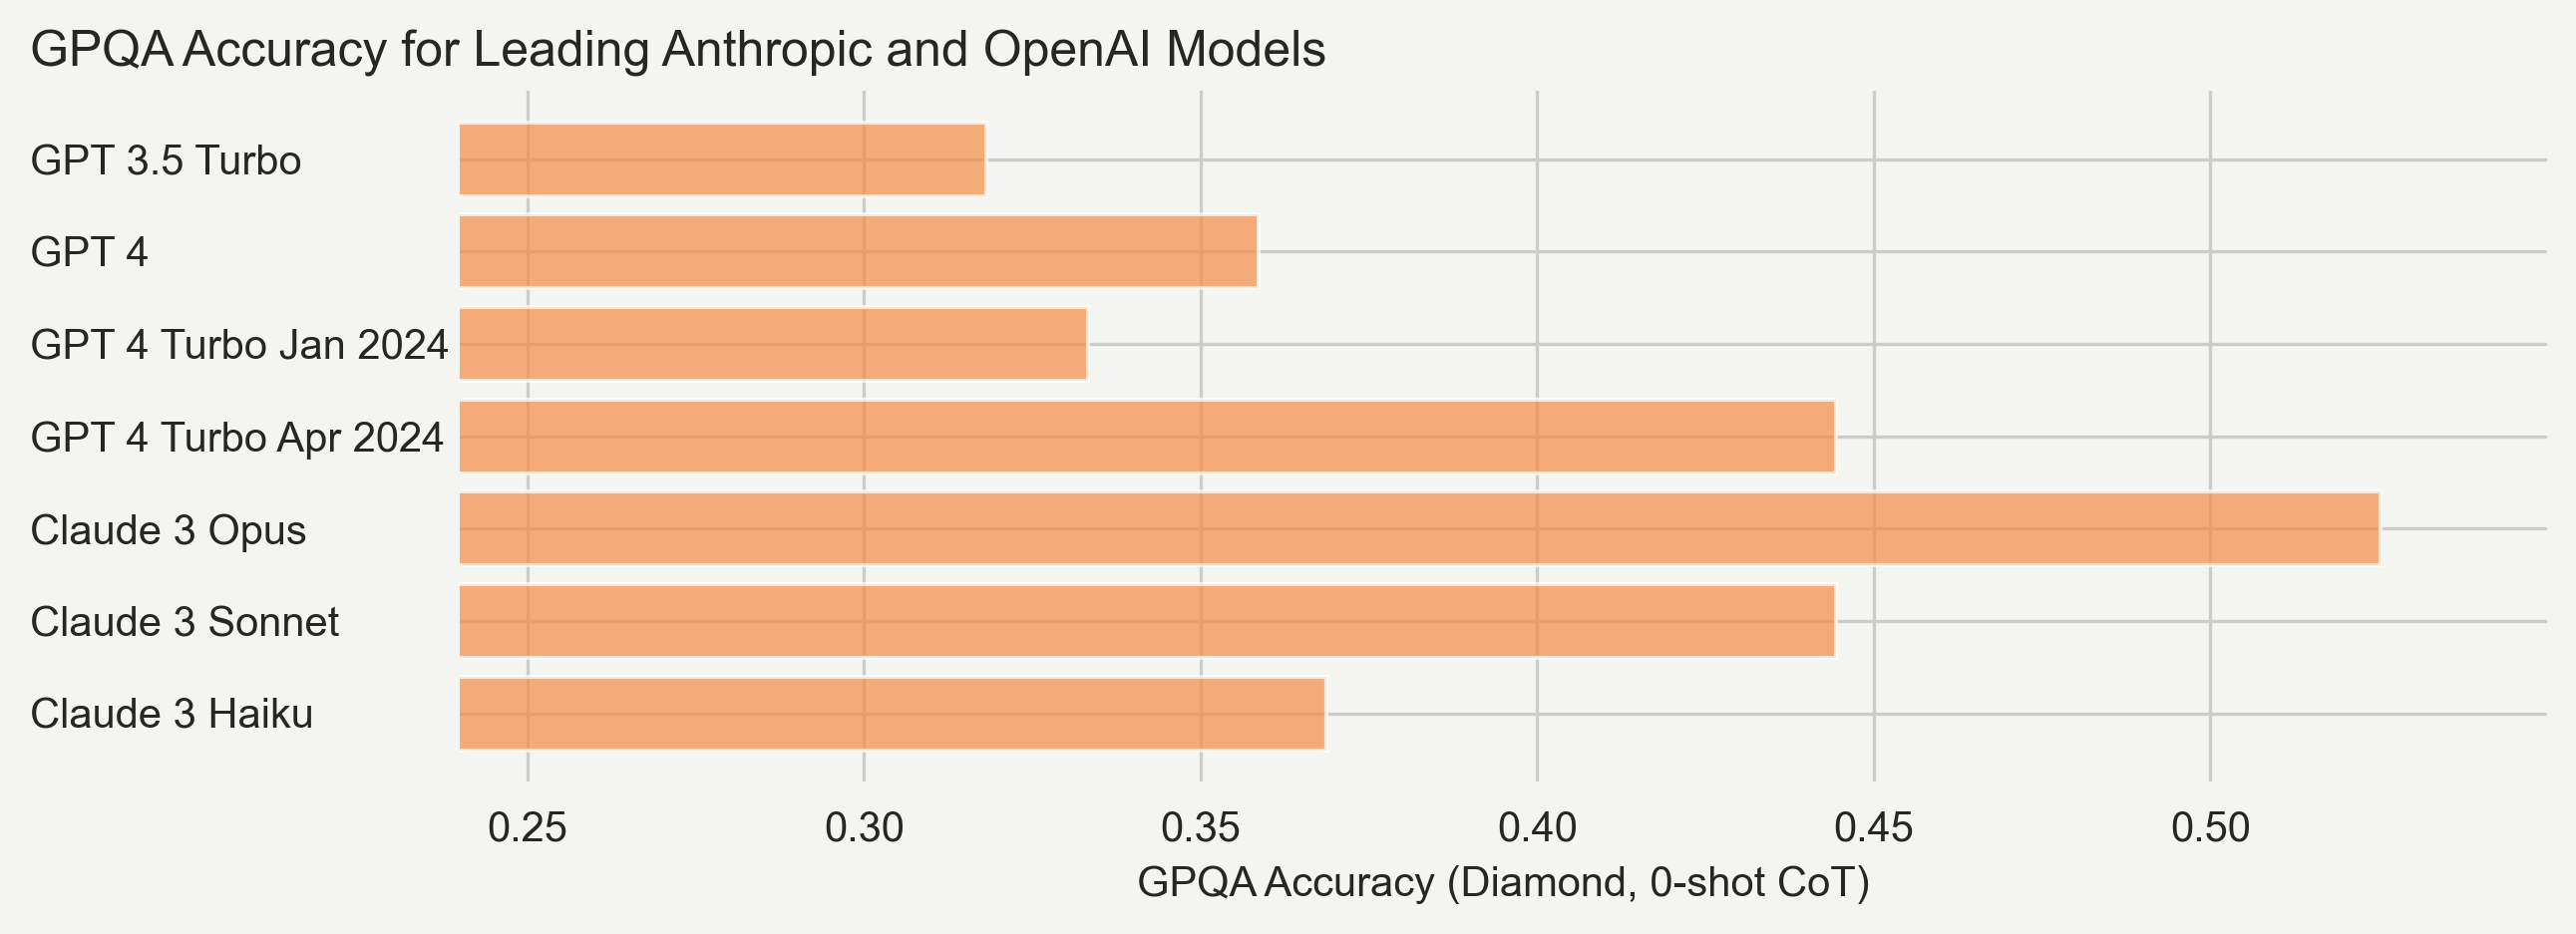 GPQA Accuracy for Leading Anthropic and OpenAI Models
GPT 3.5 Turbo
GPT 4
GPT 4 Turbo Jan 2024
GPT 4 Turbo Apr 2024
Claude 3 Opus
Claude 3 Sonnet
Claude 3 Haiku
0.25 0.30 0.35 0.40 0.45 0.50
GPQA Accuracy (Diamond, 0-shot CoT)